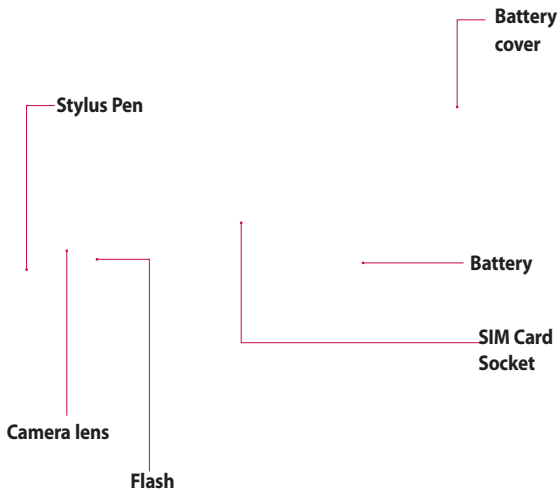 Battery
cover
Stylus Pen
Battery
SIM Card
Socket
Camera lens
Flash